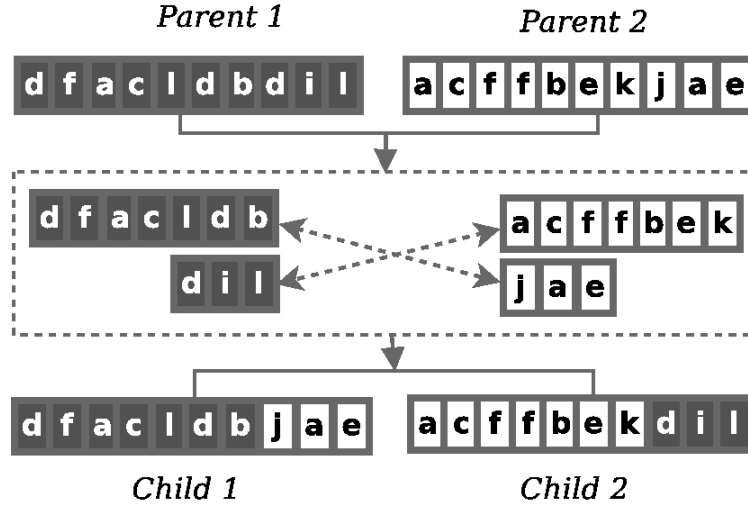 Parent 1 Parent 2
d f a c l d b d i l a c f f b e k j a e
d f a c l d b a c f f b e k
d i l j a e
d f a c l d b j a e a c f f b e k d i l
Child 1 Child 2